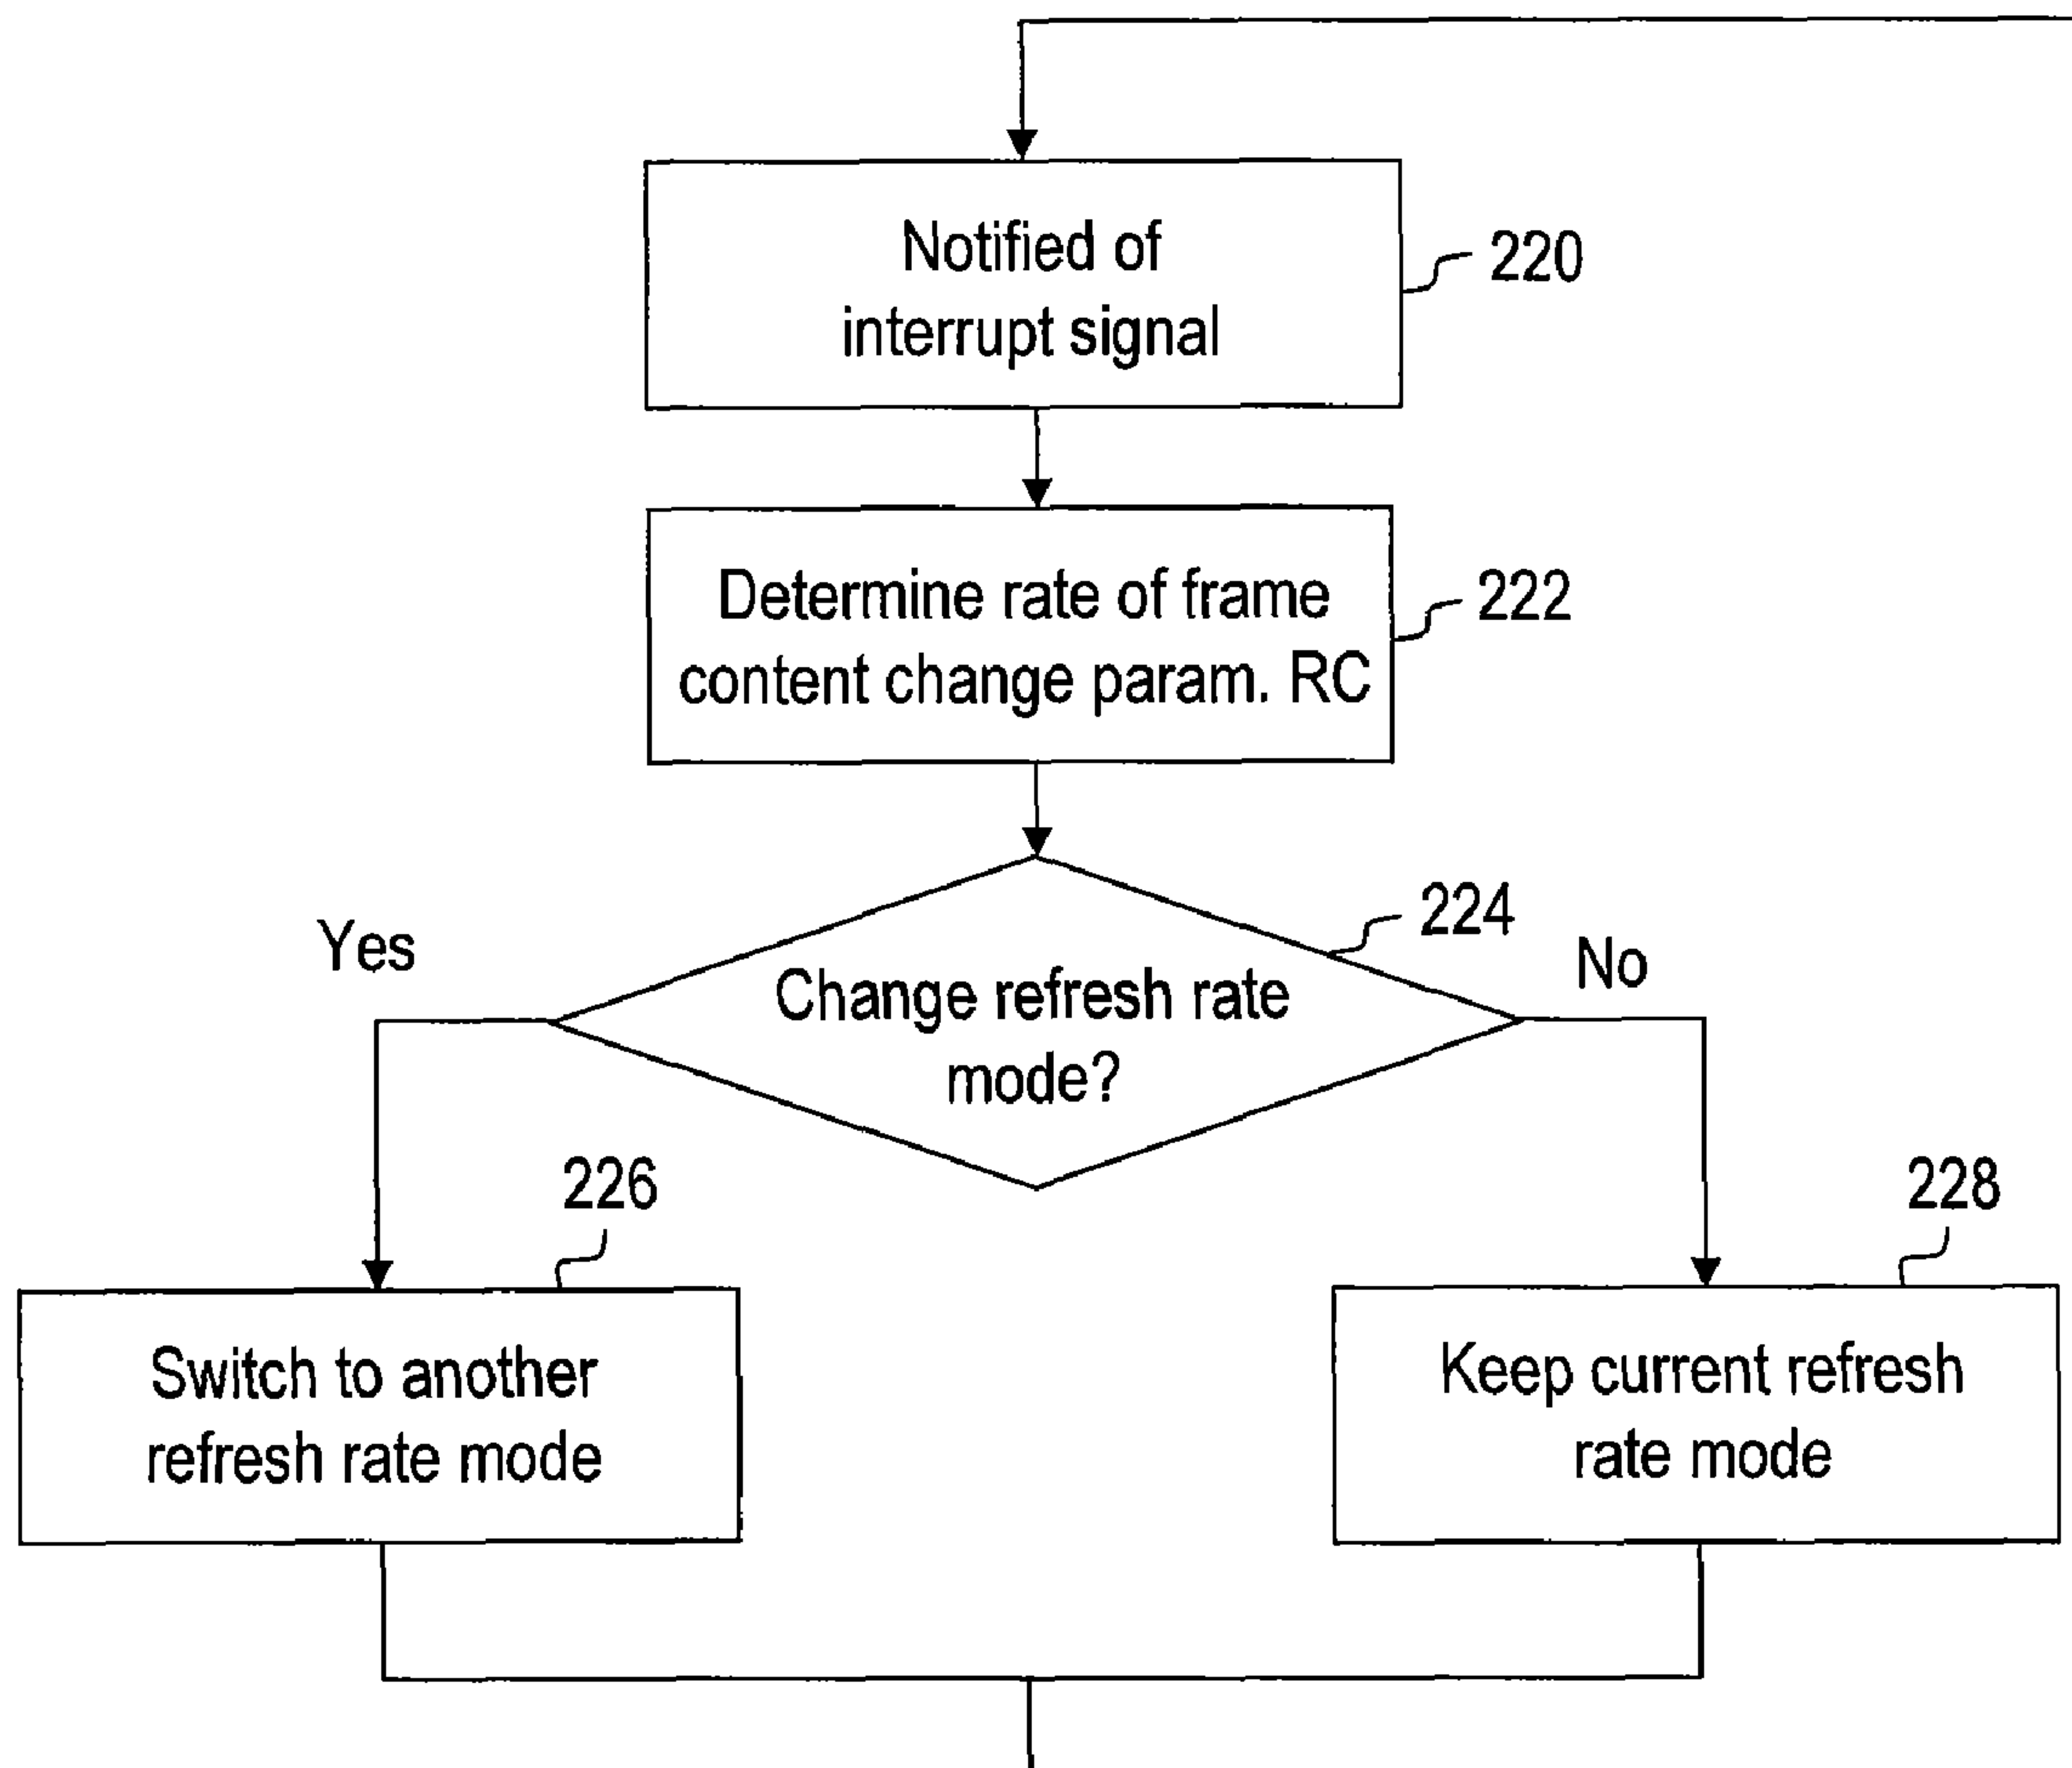 Notified of
interrupt signal
220
Determine rate of frame
content change param. RC
222
224
Yes
No
Change refresh rate
mode?
226
228
Switch to another
refresh rate mode
Keep current refresh
rate mode